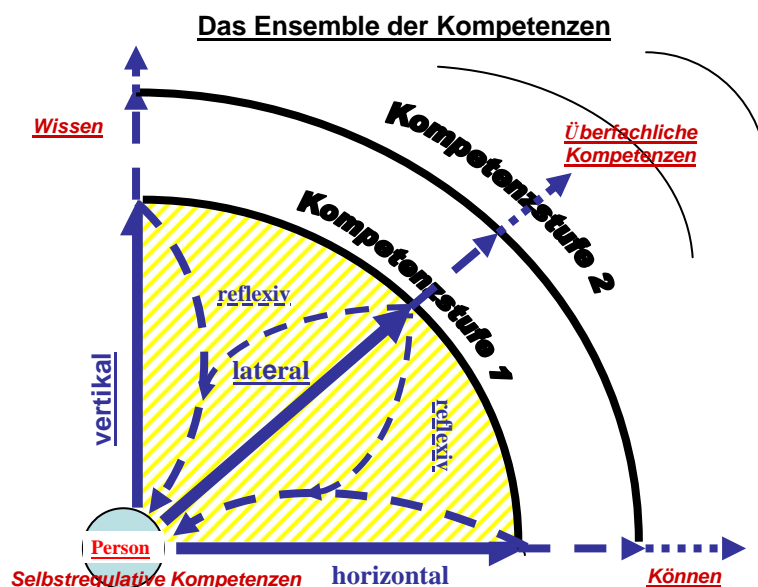 Das Ensemble der Kompetenzen
Wissen
Kompetenzstufe 2
Überfachliche
Kompetenzen
Kompetenzstufe 1
reflexiv
lateral
vertikal
reflexiv
Person
Selbstregulative Kompetenzen
horizontal
Können